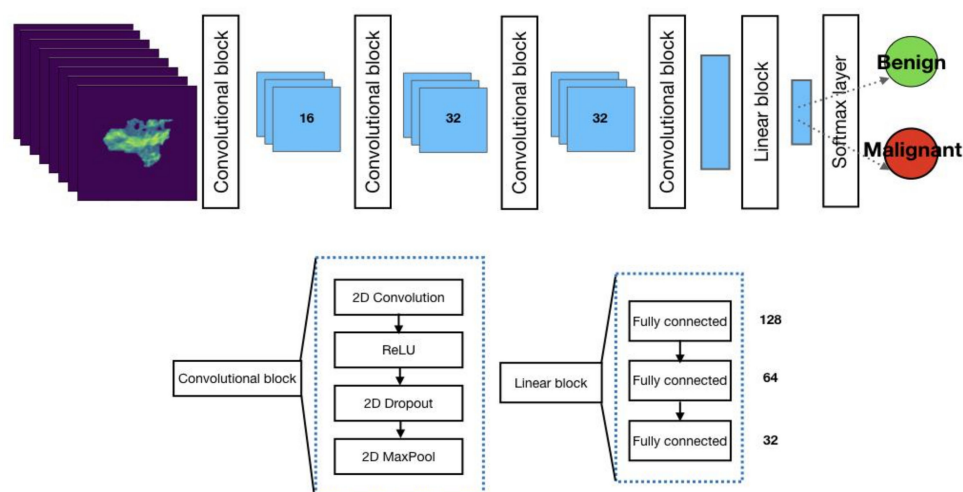 Convolutional block
16
Convolutional block
32
Convolutional block
32
Convolutional block
Linear block
Softmax layer
Benign
Malignant
Convolutional block
2D Convolution
ReLU
2D Dropout
2D MaxPool
Linear block
Fully connected
128
Fully connected
64
Fully connected
32